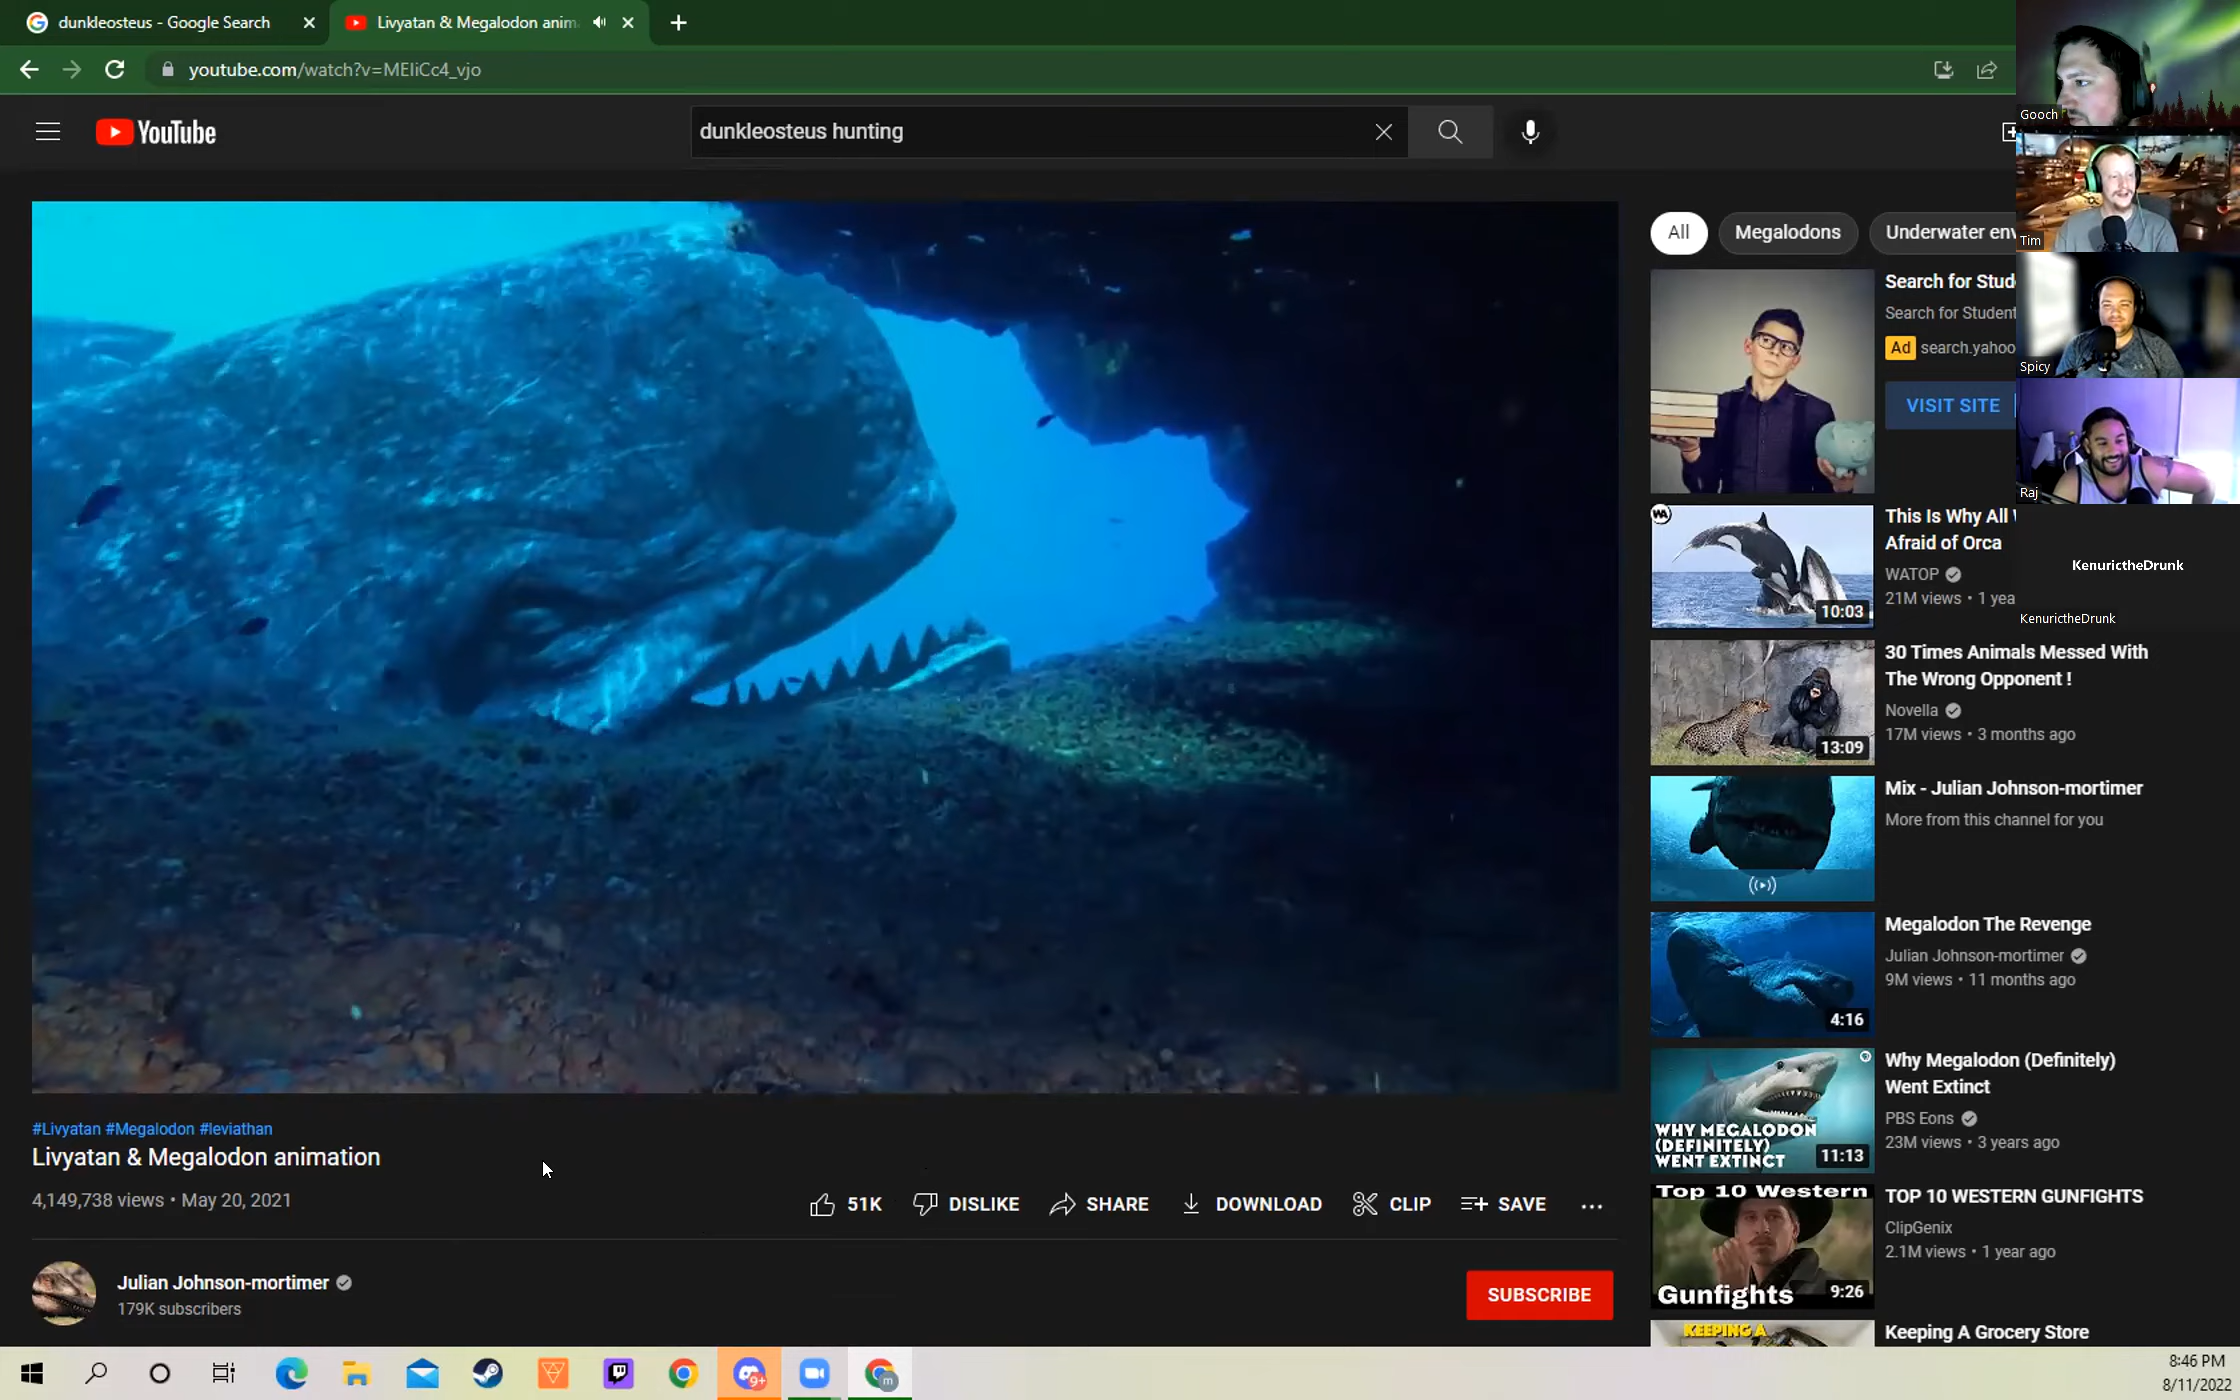 dunkleosteus - Google Search
Livyatan & Megalodon anim
youtube.com/watch?v=MEliCc4_vjo
YouTube
dunkleosteus hunting
Gooch
Tim
Spicy
Raj
KenurictheDrunk
KenurictheDrunk
All
Megalodons
Underwater env
Search for Stud
Search for Student
Ad search.yahoo
VISIT SITE
WA
This Is Why All
Afraid of Orca
WATOP
21M views • 1 yea
10:03
30 Times Animals Messed With
The Wrong Opponent !
Novella
17M views • 3 months ago
13:09
Mix - Julian Johnson-mortimer
More from this channel for you
Megalodon The Revenge
Julian Johnson-mortimer
9M views • 11 months ago
4:16
WHY MEGALODON
(DEFINITELY)
WENT EXTINCT
11:13
Why Megalodon (Definitely)
Went Extinct
PBS Eons
23M views • 3 years ago
Top 10 Western
Gunfights
9:26
TOP 10 WESTERN GUNFIGHTS
ClipGenix
2.1M views • 1 year ago
KEEPING A
Keeping A Grocery Store
#Livyatan #Megalodon #leviathan
Livyatan & Megalodon animation
4,149,738 views • May 20, 2021
51K
DISLIKE
SHARE
DOWNLOAD
CLIP
SAVE
Julian Johnson-mortimer
179K subscribers
SUBSCRIBE
9+
m
8:46 PM
8/11/2022